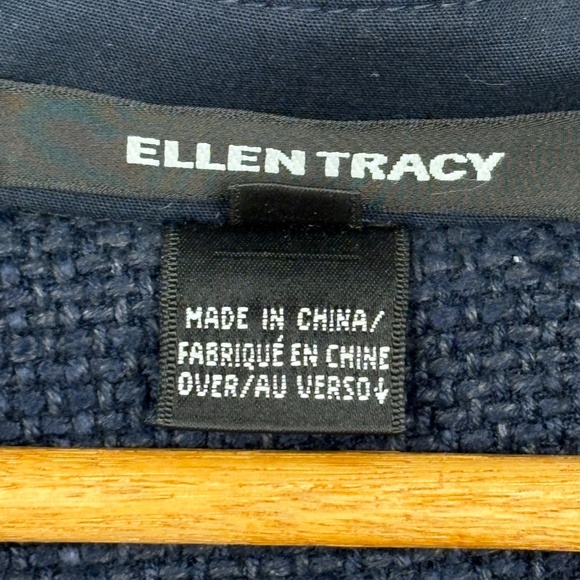 ELLEN TRACY
MADE IN CHINA/
FABRIQUÉ EN CHINE
OVER/AU VERSO↓